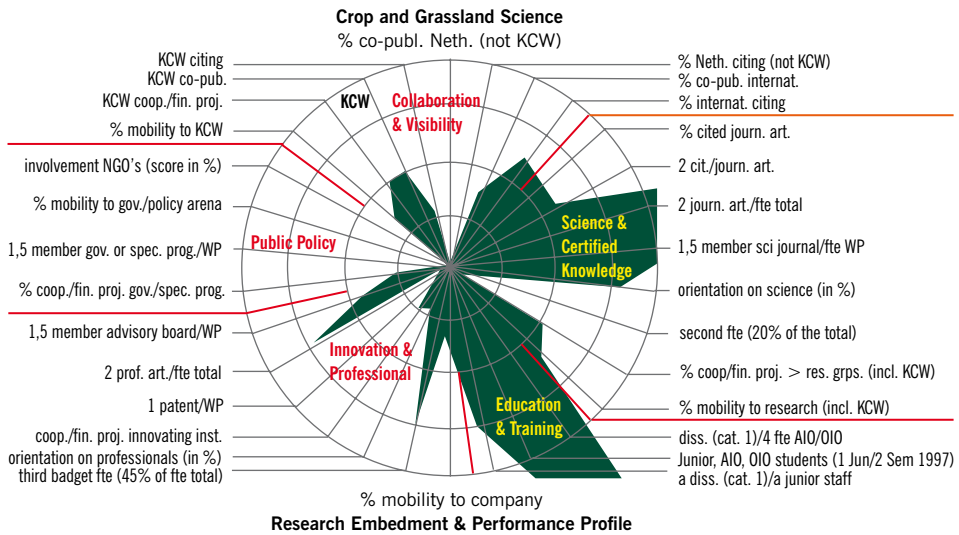 Crop and Grassland Science
% co-publ. Neth. (not KCW)
KCW citing
KCW co-pub.
KCW coop./fin. proj.
% mobility to KCW
involvement NGO's (score in %)
% mobility to gov./policy arena
1,5 member gov. or spec. prog./WP
% coop./fin. proj. gov./spec. prog.
1,5 member advisory board/WP
2 prof. art./fte total
1 patent/WP
coop./fin. proj. innovating inst.
orientation on professionals (in %)
third budget fte (45% of fte total)
KCW
Collaboration
& Visibility
Public Policy
Science &
Certified
Knowledge
Innovation &
Professional
Education
& Training
% Neth. citing (not KCW)
% co-pub. internat.
% internat. citing
% cited journ. art.
2 cit./journ. art.
2 journ. art./fte total
1,5 member sci journal/fte WP
orientation on science (in %)
second fte (20% of the total)
% coop/fin. proj. > res. grps. (incl. KCW)
% mobility to research (incl. KCW)
diss. (cat. 1)/4 fte AIO/OIO
Junior, AIO, OIO students (1 Jun/2 Sem 1997)
a diss. (cat. 1)/a junior staff
% mobility to company
Research Embedment & Performance Profile